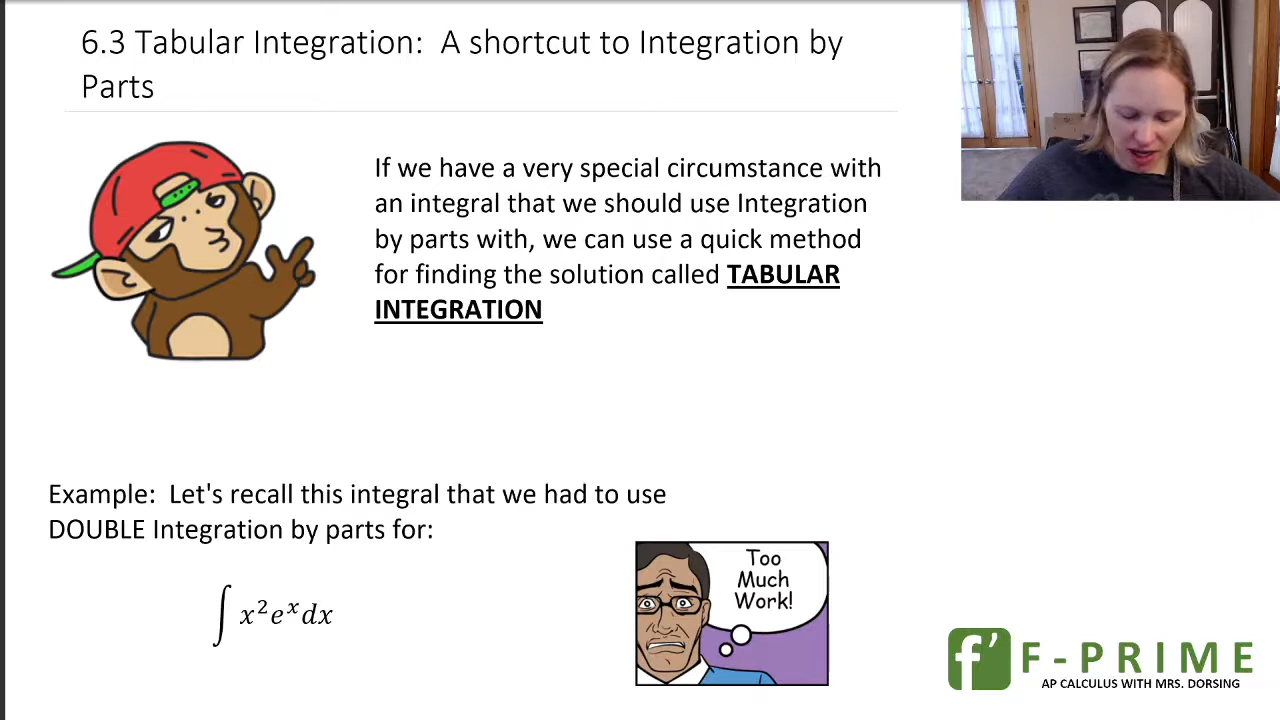 6.3 Tabular Integration:  A shortcut to Integration by
Parts
If we have a very special circumstance with
an integral that we should use Integration
by parts with, we can use a quick method
for finding the solution called TABULAR
INTEGRATION
Example:  Let's recall this integral that we had to use
DOUBLE Integration by parts for:
∫ x²eˣdx
Too
Much
Work!
f’ F-PRIME
AP CALCULUS WITH MRS. DORSING